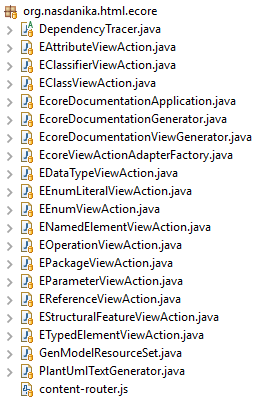 org.nasdanika.html.ecore
DependencyTracer.java
EAttributeViewAction.java
EClassifierViewAction.java
EClassViewAction.java
EcoreDocumentationApplication.java
EcoreDocumentationGenerator.java
EcoreDocumentationViewGenerator.java
EcoreViewActionAdapterFactory.java
EDataTypeViewAction.java
EEnumLiteralViewAction.java
EEnumViewAction.java
ENamedElementViewAction.java
EOperationViewAction.java
EPackageViewAction.java
EParameterViewAction.java
EReferenceViewAction.java
EStructuralFeatureViewAction.java
ETypedElementViewAction.java
GenModelResourceSet.java
PlantUmlTextGenerator.java
content-router.js